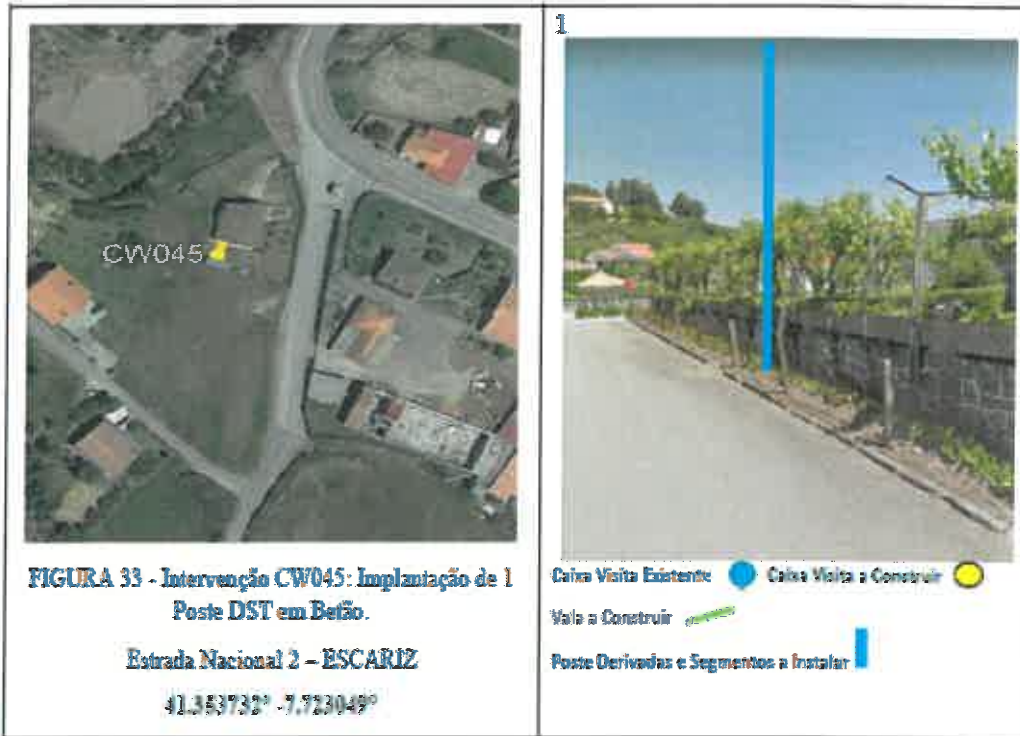 CW045
FIGURA 33 - Intervenção CW045: Implantação de 1
Poste DST em Betão.
Estrada Nacional 2 – ESCARIZ
41.353732° -7.723049°
1
Caixa Visita Existente
Caixa Visita a Construir
Vala a Construir
Poste Derivadas e Segmentos a Instalar